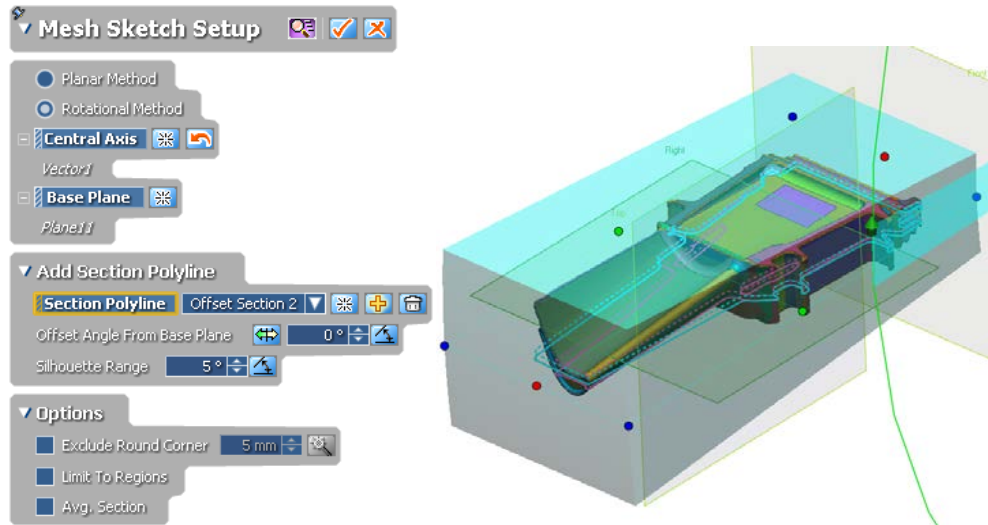 Mesh Sketch Setup
Planar Method
Rotational Method
Central Axis
Vector1
Base Plane
Plane11
Add Section Polyline
Section Polyline Offset Section 2
Offset Angle From Base Plane 0 °
Silhouette Range 5 °
Options
Exclude Round Corner 5 mm
Limit To Regions
Avg. Section
Front
Right
Top